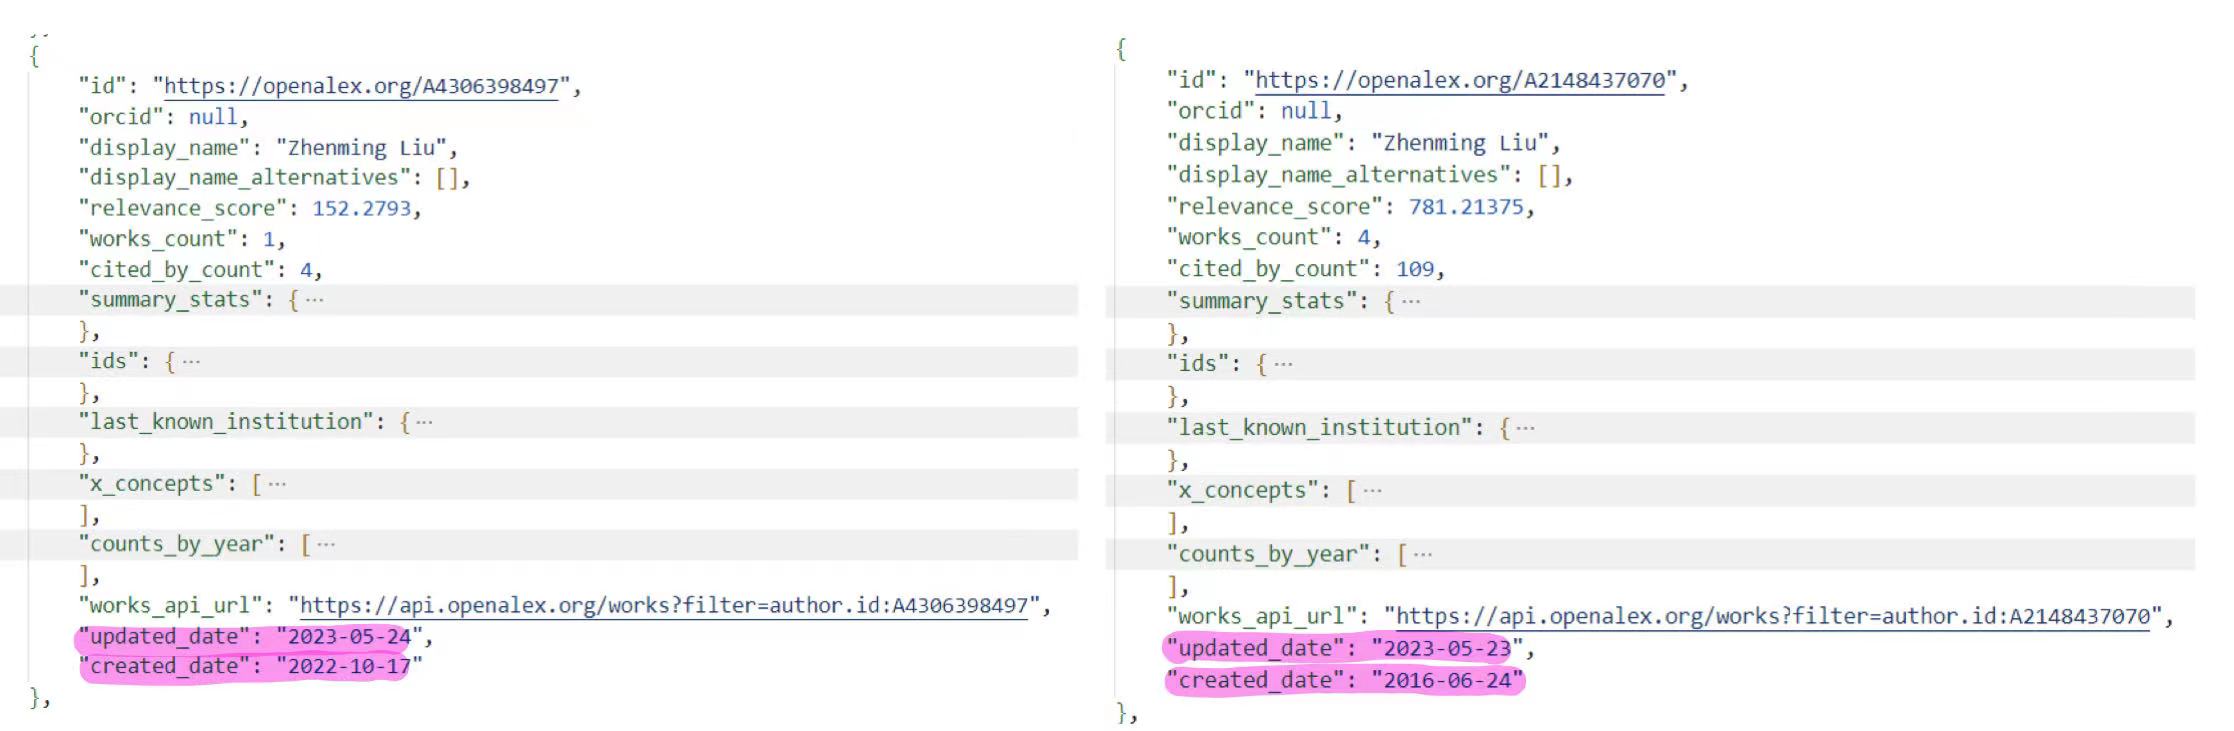 {
"id": "https://openalex.org/A4306398497",
"orcid": null,
"display_name": "Zhenming Liu",
"display_name_alternatives": [],
"relevance_score": 152.2793,
"works_count": 1,
"cited_by_count": 4,
"summary_stats": { ...
},
"ids": { ...
},
"last_known_institution": { ...
},
"x_concepts": [ ...
],
"counts_by_year": [ ...
],
"works_api_url": "https://api.openalex.org/works?filter=author.id:A4306398497",
"updated_date": "2023-05-24",
"created_date": "2022-10-17"
},
{
"id": "https://openalex.org/A2148437070",
"orcid": null,
"display_name": "Zhenming Liu",
"display_name_alternatives": [],
"relevance_score": 781.21375,
"works_count": 4,
"cited_by_count": 109,
"summary_stats": { ...
},
"ids": { ...
},
"last_known_institution": { ...
},
"x_concepts": [ ...
],
"counts_by_year": [ ...
],
"works_api_url": "https://api.openalex.org/works?filter=author.id:A2148437070",
"updated_date": "2023-05-23",
"created_date": "2016-06-24"
},